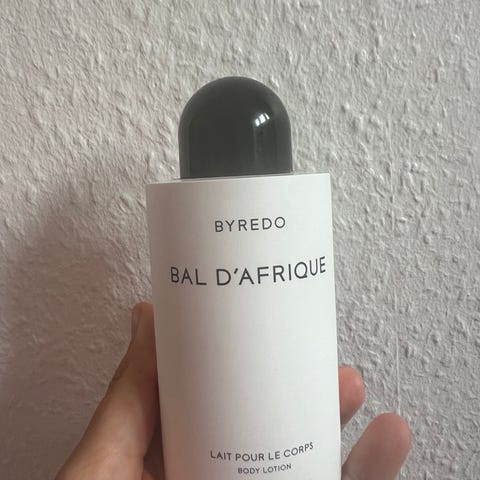 BYREDO
BAL D'AFRIQUE
LAIT POUR LE CORPS
BODY LOTION